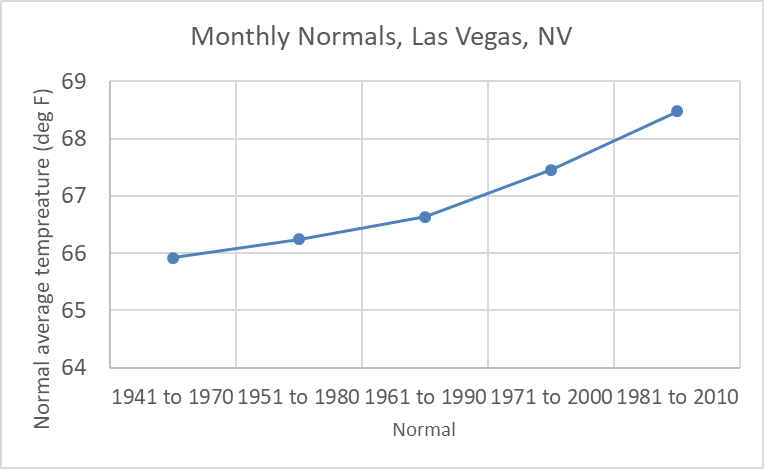 Monthly Normals, Las Vegas, NV
Normal average tempreature (deg F)
69
68
67
66
65
64
1941 to 1970 1951 to 1980 1961 to 1990 1971 to 2000 1981 to 2010
Normal